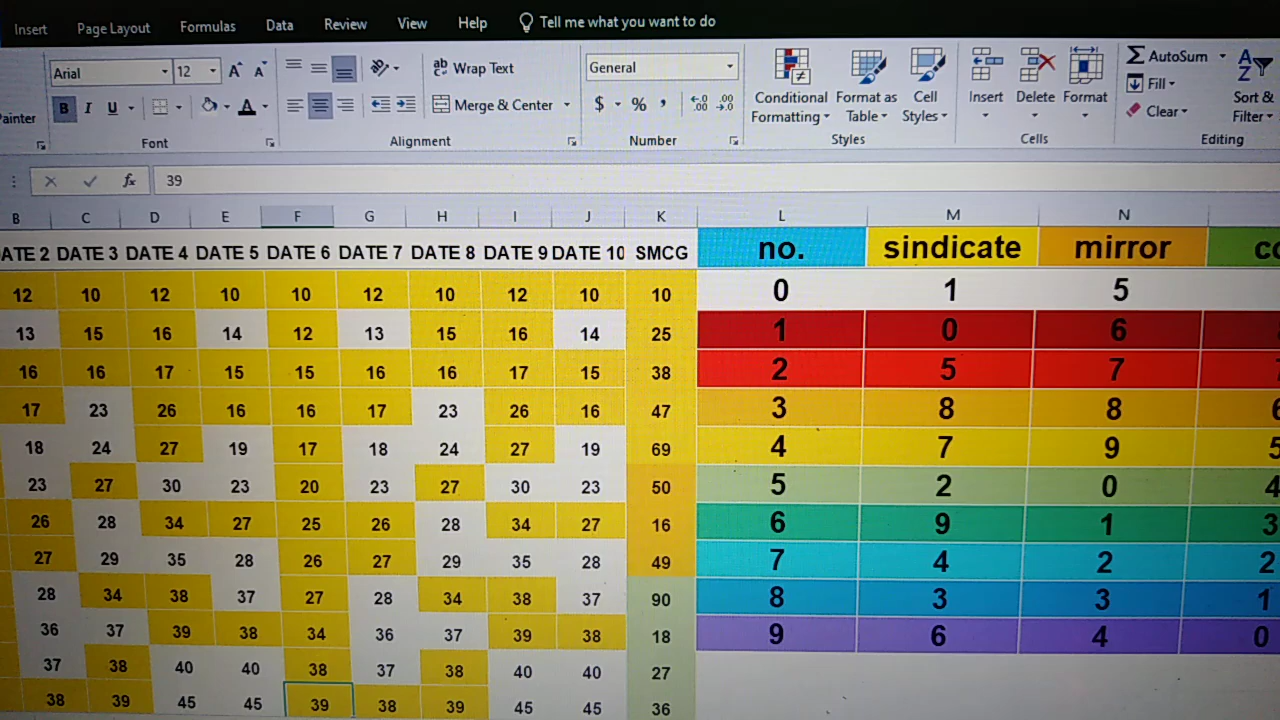 Insert Page Layout Formulas Data Review View Help Tell me what you want to do
Arial 12 A A Wrap Text General AutoSum
Painter B I U A Merge & Center $ % , Conditional Formatting Format as Table Cell Styles Insert Delete Format Fill Clear Sort & Filter
Font Alignment Number Styles Cells Editing
fx 39
B C D E F G H I J K L M N
ATE 2 DATE 3 DATE 4 DATE 5 DATE 6 DATE 7 DATE 8 DATE 9 DATE 10 SMCG no. sindicate mirror co
12 10 12 10 10 12 10 12 10 10 0 1 5
13 15 16 14 12 13 15 16 14 25 1 0 6
16 16 17 15 15 16 16 17 15 38 2 5 7
17 23 26 16 16 17 23 26 16 47 3 8 8 6
18 24 27 19 17 18 24 27 19 69 4 7 9 5
23 27 30 23 20 23 27 30 23 50 5 2 0 4
26 28 34 27 25 26 28 34 27 16 6 9 1 3
27 29 35 28 26 27 29 35 28 49 7 4 2 2
28 34 38 37 27 28 34 38 37 90 8 3 3 1
36 37 39 38 34 36 37 39 38 18 9 6 4 0
37 38 40 40 38 37 38 40 40 27
38 39 45 45 39 38 39 45 45 36